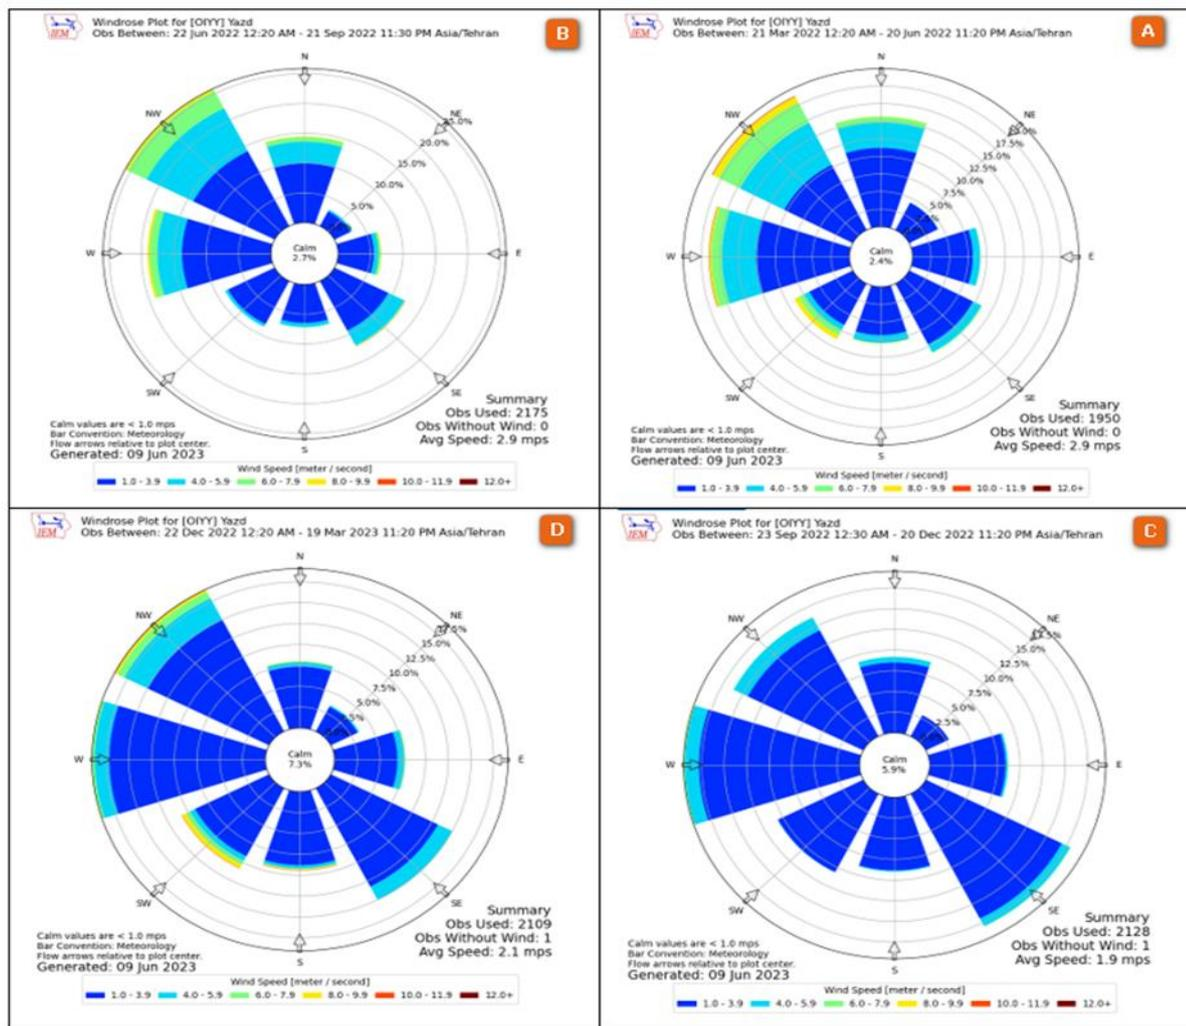 IEM
Windrose Plot for [OIYY] Yazd
Obs Between: 22 Jun 2022 12:20 AM - 21 Sep 2022 11:30 PM Asia/Tehran
B
N
NW
NE
25.0%
20.0%
15.0%
10.0%
5.0%
Calm
2.7%
W
E
SW
SE
S
Summary
Obs Used: 2175
Obs Without Wind: 0
Avg Speed: 2.9 mps
Calm values are < 1.0 mps
Bar Convention: Meteorology
Flow arrows relative to plot center.
Generated: 09 Jun 2023
Wind Speed [meter / second]
1.0 - 3.9 4.0 - 5.9 6.0 - 7.9 8.0 - 9.9 10.0 - 11.9 12.0+
IEM
Windrose Plot for [OIYY] Yazd
Obs Between: 21 Mar 2022 12:20 AM - 20 Jun 2022 11:20 PM Asia/Tehran
A
N
NW
NE
17.5%
15.0%
12.5%
10.0%
7.5%
5.0%
Calm
2.4%
W
E
SW
SE
S
Summary
Obs Used: 1950
Obs Without Wind: 0
Avg Speed: 2.9 mps
Calm values are < 1.0 mps
Bar Convention: Meteorology
Flow arrows relative to plot center.
Generated: 09 Jun 2023
Wind Speed [meter / second]
1.0 - 3.9 4.0 - 5.9 6.0 - 7.9 8.0 - 9.9 10.0 - 11.9 12.0+
IEM
Windrose Plot for [OIYY] Yazd
Obs Between: 22 Dec 2022 12:20 AM - 19 Mar 2023 11:20 PM Asia/Tehran
D
N
NW
NE
15.0%
12.5%
10.0%
7.5%
5.0%
Calm
7.3%
W
E
SW
SE
S
Summary
Obs Used: 2109
Obs Without Wind: 1
Avg Speed: 2.1 mps
Calm values are < 1.0 mps
Bar Convention: Meteorology
Flow arrows relative to plot center.
Generated: 09 Jun 2023
Wind Speed [meter / second]
1.0 - 3.9 4.0 - 5.9 6.0 - 7.9 8.0 - 9.9 10.0 - 11.9 12.0+
IEM
Windrose Plot for [OIYY] Yazd
Obs Between: 23 Sep 2022 12:30 AM - 20 Dec 2022 11:20 PM Asia/Tehran
C
N
NW
NE
15.0%
12.5%
10.0%
7.5%
5.0%
2.5%
Calm
5.9%
W
E
SW
SE
S
Summary
Obs Used: 2128
Obs Without Wind: 1
Avg Speed: 1.9 mps
Calm values are < 1.0 mps
Bar Convention: Meteorology
Flow arrows relative to plot center.
Generated: 09 Jun 2023
Wind Speed [meter / second]
1.0 - 3.9 4.0 - 5.9 6.0 - 7.9 8.0 - 9.9 10.0 - 11.9 12.0+